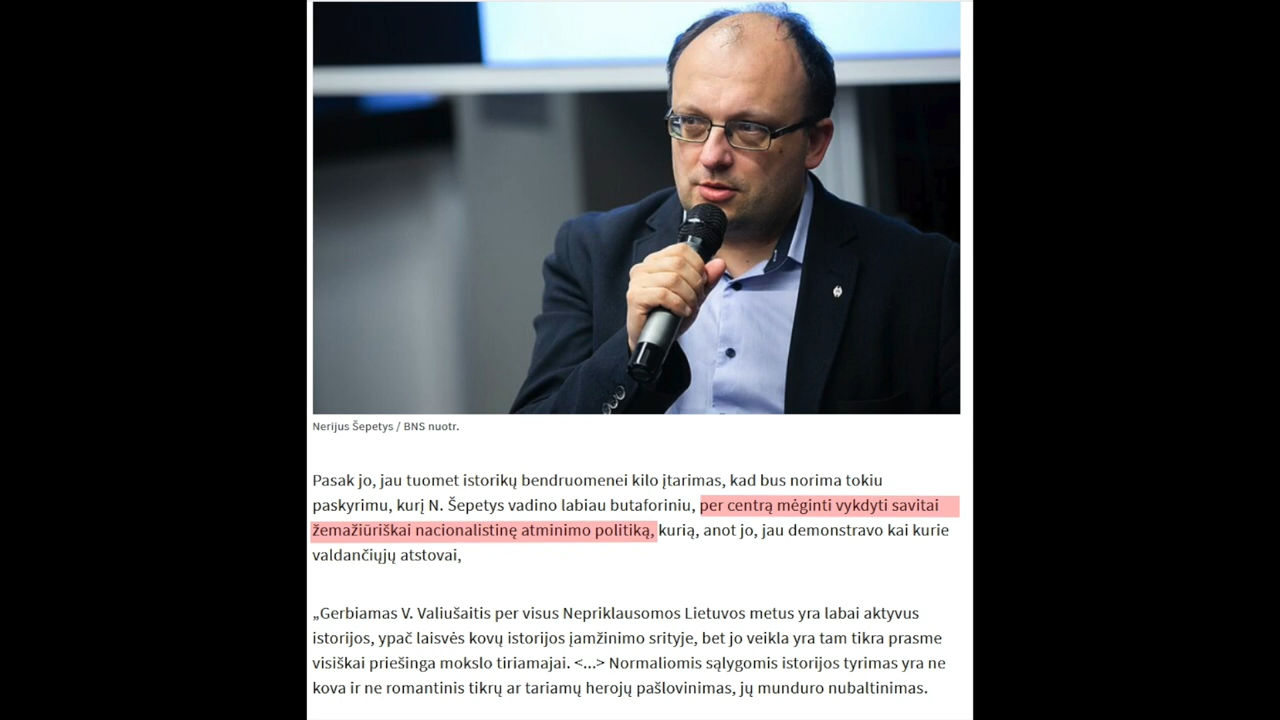 Nerijus Šepetys / BNS nuotr.
Pasak jo, jau tuomet istorikų bendruomenei kilo įtarimas, kad bus norima tokiu
paskyrimu, kurį N. Šepetys vadino labiau butaforiniu, per centrą mėginti vykdyti savitai
žemažiūriškai nacionalistinę atminimo politiką, kurią, anot jo, jau demonstravo kai kurie
valdančiųjų atstovai,
„Gerbiamas V. Valiušaitis per visus Nepriklausomos Lietuvos metus yra labai aktyvus
istorijos, ypač laisvės kovų istorijos įamžinimo srityje, bet jo veikla yra tam tikra prasme
visiškai priešinga mokslo tiriamajai. <...> Normaliomis sąlygomis istorijos tyrimas yra ne
kova ir ne romantinis tikrų ar tariamų herojų pašlovinimas, jų munduro nubaltinimas.